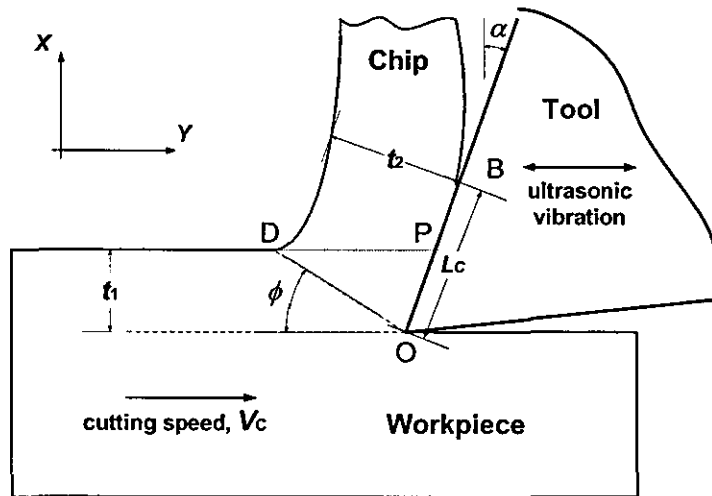 α
X
Chip
Tool
Y
t₂
B
ultrasonic
vibration
D
P
Lc
t₁
ϕ
O
cutting speed, Vc
Workpiece